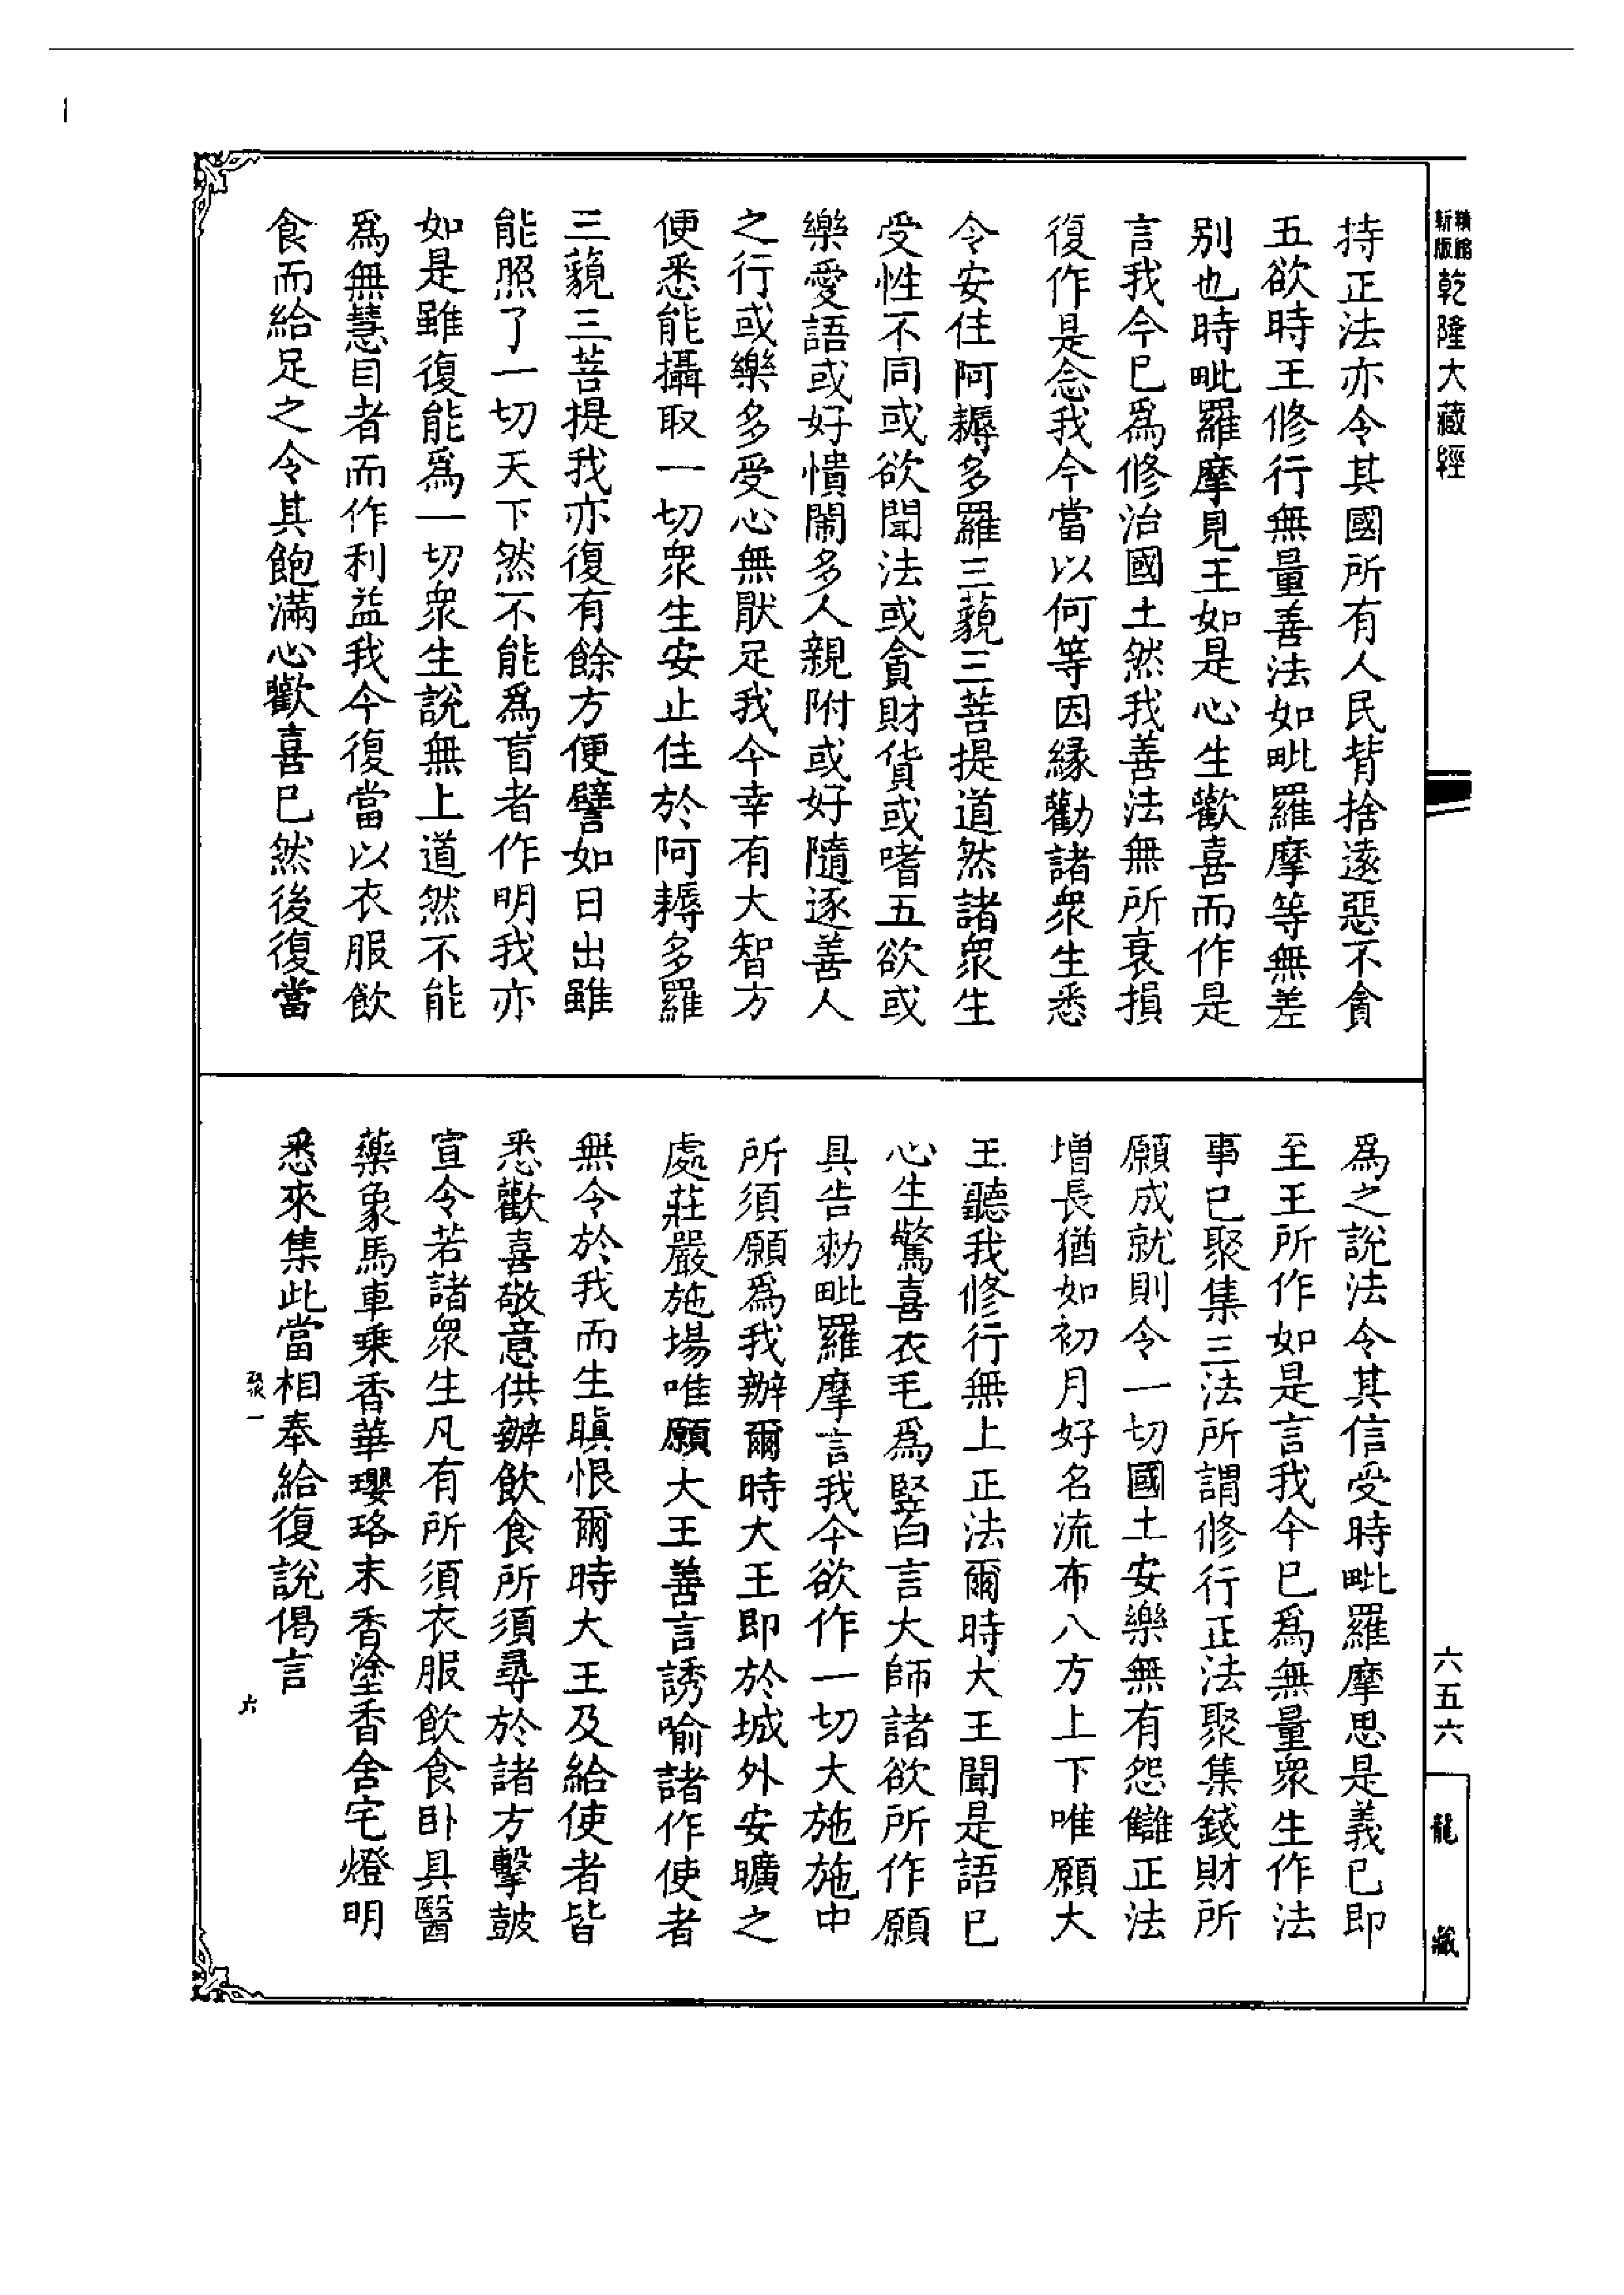 新版
乾隆大藏經
持正法亦令其國所有人民背捨遠惡不貪
五欲時王修行無量善法如毗羅摩等無差
別也時毗羅摩見王如是心生歡喜而作是
言我今已爲修治國土然我善法無所衰損
復作是念我今當以何等因緣勸諸衆生悉
令安住阿耨多羅三藐三菩提道然諸衆生
受性不同或欲聞法或貪財貨或嗜五欲或
樂愛語或好憒閙多人親附或好隨逐善人
之行或樂多受心無猒足我今幸有大智方
便悉能攝取一切衆生安止住於阿耨多羅
三藐三菩提我亦復有餘方便譬如日出雖
能照了一切天下然不能爲盲者作明我亦
如是雖復能爲一切衆生說無上道然不能
爲無慧目者而作利益我今復當以衣服飲
食而給足之令其飽滿心歡喜已然後復當
爲之說法令其信受時毗羅摩思是義已即
至王所作如是言我今已爲無量衆生作法
事已聚集三法所謂修行正法聚集錢財所
願成就則令一切國土安樂無有怨讎正法
増長猶如初月好名流布八方上下唯願大
王聽我修行無上正法爾時大王聞是語已
心生驚喜衣毛爲竪白言大師諸欲所作願
具告勑毗羅摩言我今欲作一切大施施中
所須願爲我辦爾時大王即於城外安曠之
處莊嚴施場唯願大王善言誘喻諸作使者
無令於我而生瞋恨爾時大王及給使者皆
悉歡喜敬意供辦飲食所須尋於諸方擊鼓
宣令若諸衆生凡有所須衣服飲食卧具醫
藥象馬車乗香華瓔珞末香塗香舍宅燈明
悉來集此當相奉給復說偈言
六
六五六
龍藏